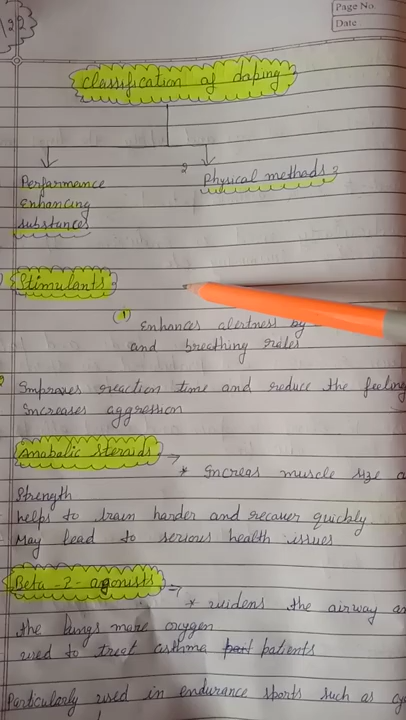 Page No.
Date
Classification of doping
Performance
Enhancing
substances
Physical methods
Stimulants
(1)
Enhances alertness by
and breathing rates
Improves reaction time and reduce the feeling
Increases aggression
Anabolic Steroids →
* Increas muscle size a
Strength
helps to train harder and recover quickly
May lead to serious health issues
Beta-2-agonists ⇒
* widens the airway an
the lungs more oxygen
used to treat asthma patients
Particularly used in endurance sports such as cy